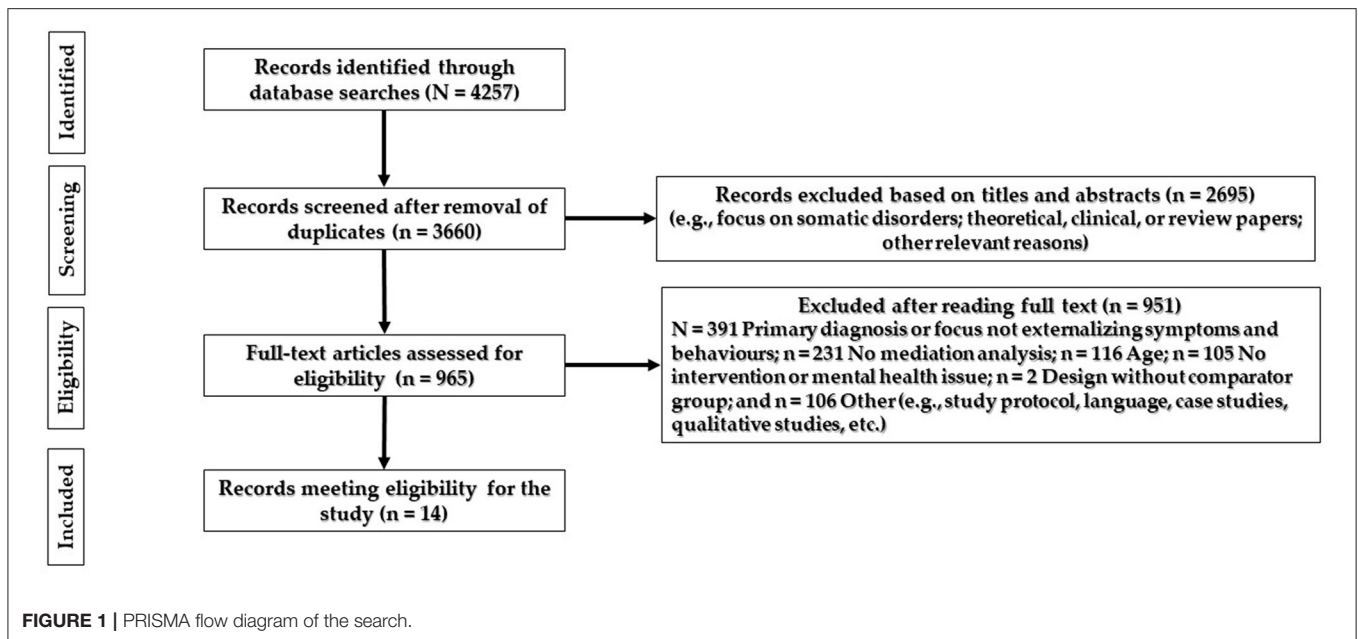 Identified
Records identified through
database searches (N = 4257)
Screening
Records screened after removal of
duplicates (n = 3660)
Records excluded based on titles and abstracts (n = 2695)
(e.g., focus on somatic disorders; theoretical, clinical, or review papers;
other relevant reasons)
Eligibility
Full-text articles assessed for
eligibility (n = 965)
Excluded after reading full text (n = 951)
N = 391 Primary diagnosis or focus not externalizing symptoms and
behaviours; n = 231 No mediation analysis; n = 116 Age; n = 105 No
intervention or mental health issue; n = 2 Design without comparator
group; and n = 106 Other (e.g., study protocol, language, case studies,
qualitative studies, etc.)
Included
Records meeting eligibility for the
study (n = 14)
FIGURE 1 | PRISMA flow diagram of the search.